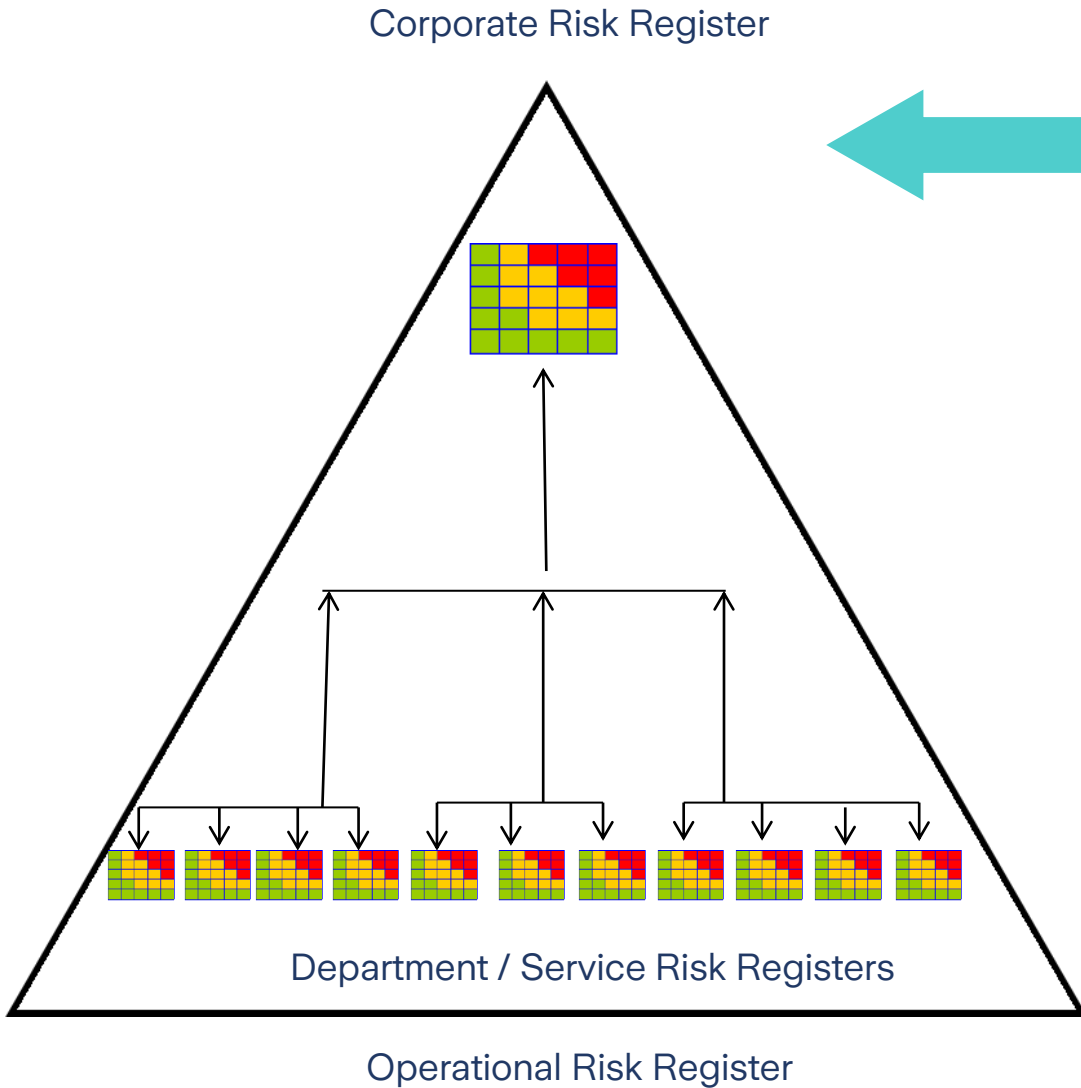 Corporate Risk Register
Department / Service Risk Registers
Operational Risk Register